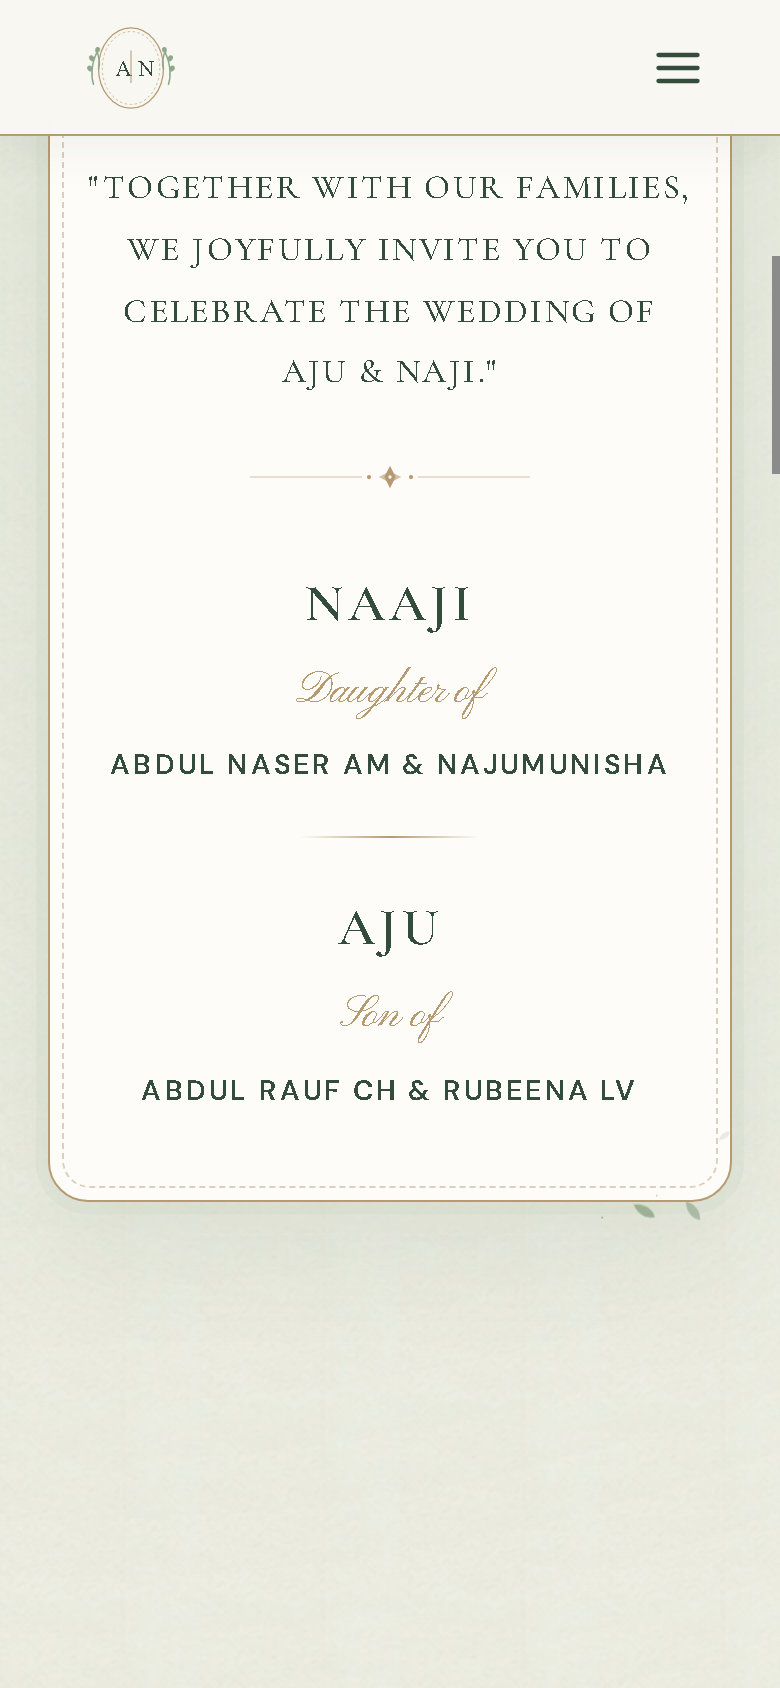 A N
"TOGETHER WITH OUR FAMILIES,
WE JOYFULLY INVITE YOU TO
CELEBRATE THE WEDDING OF
AJU & NAJI."
NAAJI
Daughter of
ABDUL NASER AM & NAJUMUNISHA
AJU
Son of
ABDUL RAUF CH & RUBEENA LV